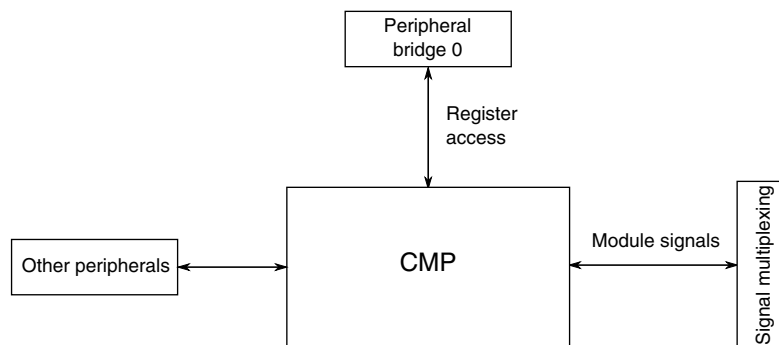 Peripheral
bridge 0
Register
access
Other peripherals
CMP
Module signals
Signal multiplexing